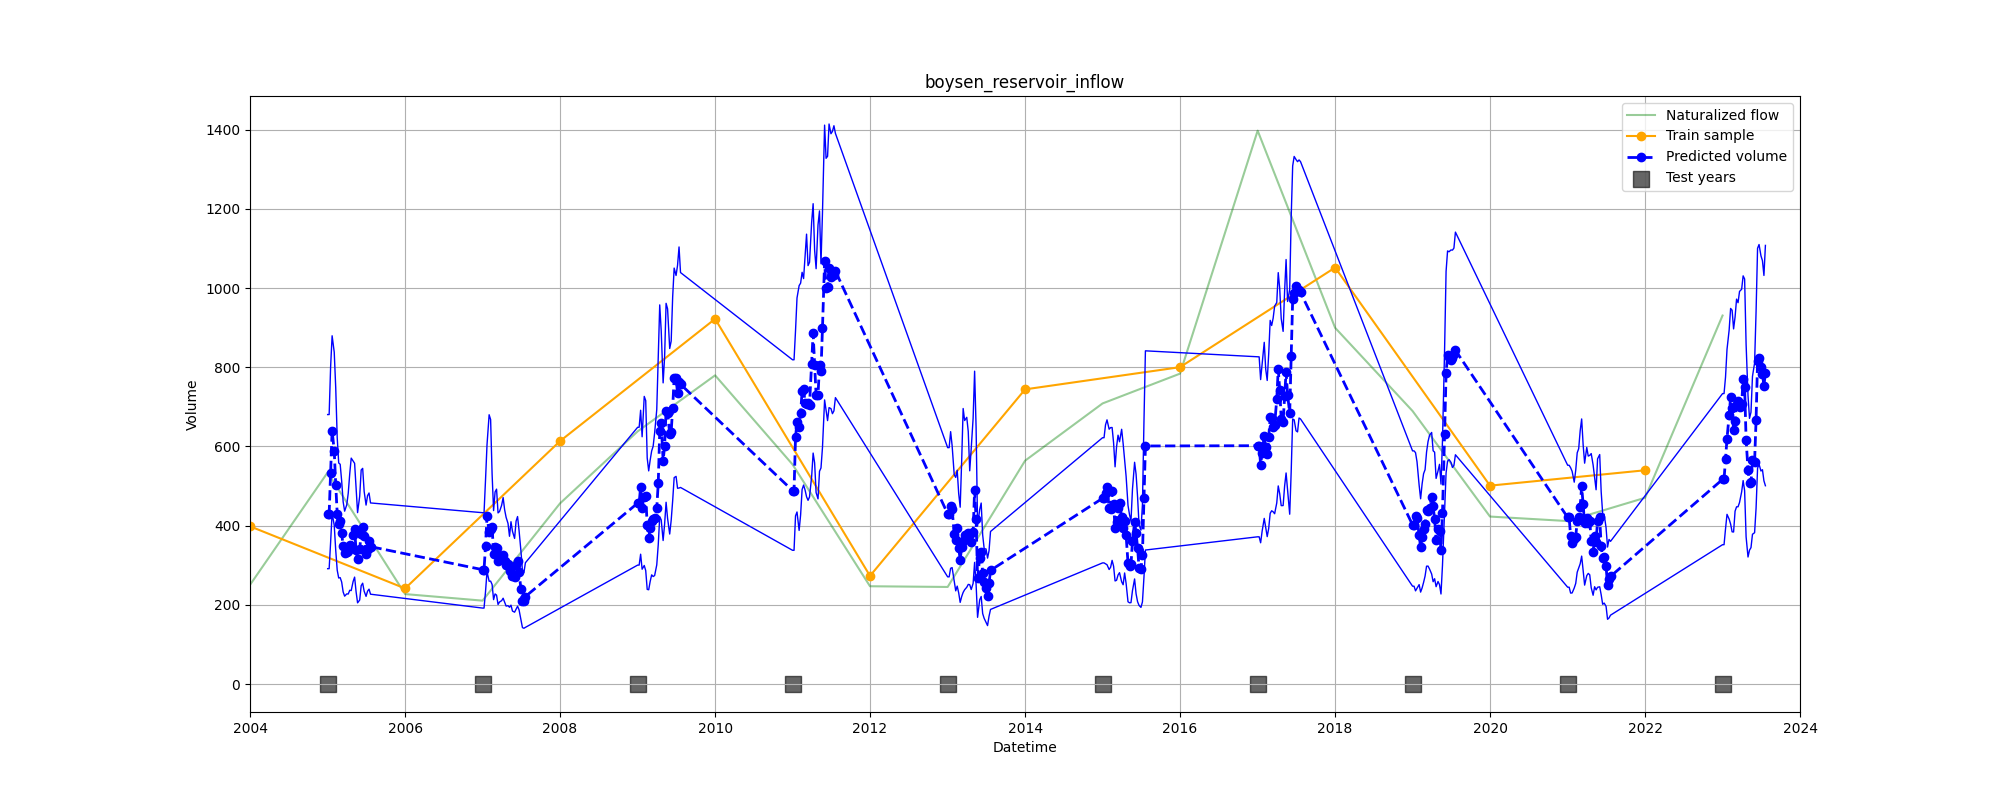 boysen_reservoir_inflow
Naturalized flow
Train sample
Predicted volume
Test years
Volume
1400
1200
1000
800
600
400
200
0
2004 2006 2008 2010 2012 2014 2016 2018 2020 2022 2024
Datetime